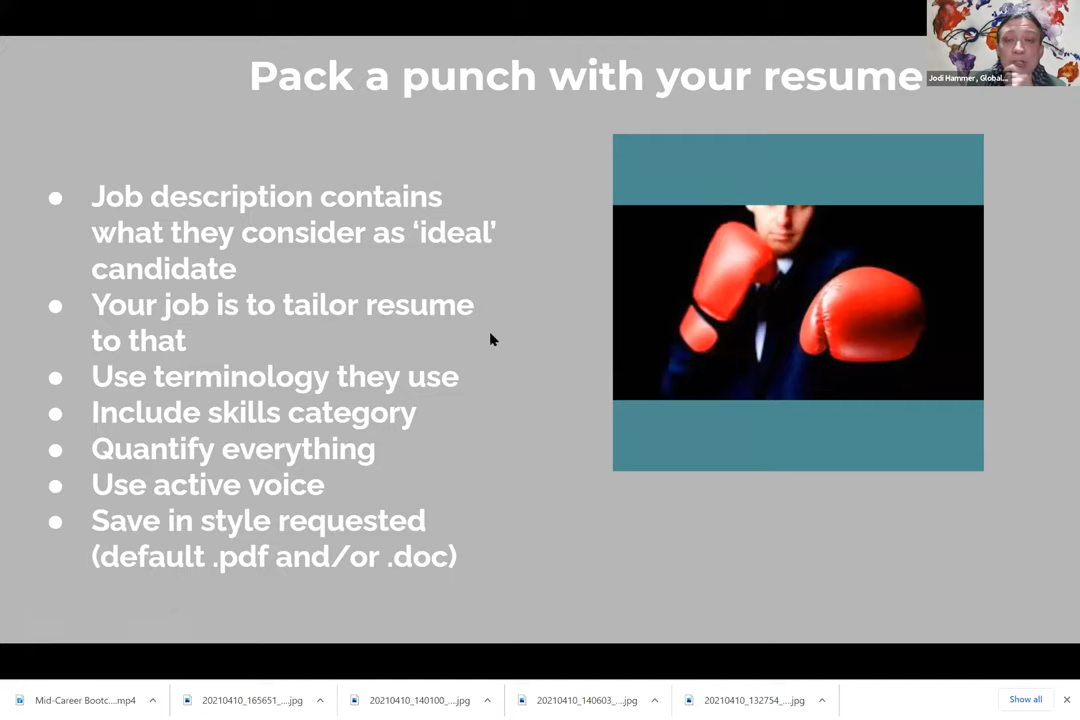 Pack a punch with your resume
Jodi Hammer, Global...
● Job description contains
what they consider as ‘ideal’
candidate
● Your job is to tailor resume
to that
● Use terminology they use
● Include skills category
● Quantify everything
● Use active voice
● Save in style requested
(default .pdf and/or .doc)
Mid-Career Bootc....mp4
20210410_165651_....jpg
20210410_140100_....jpg
20210410_140603_....jpg
20210410_132754_....jpg
Show all